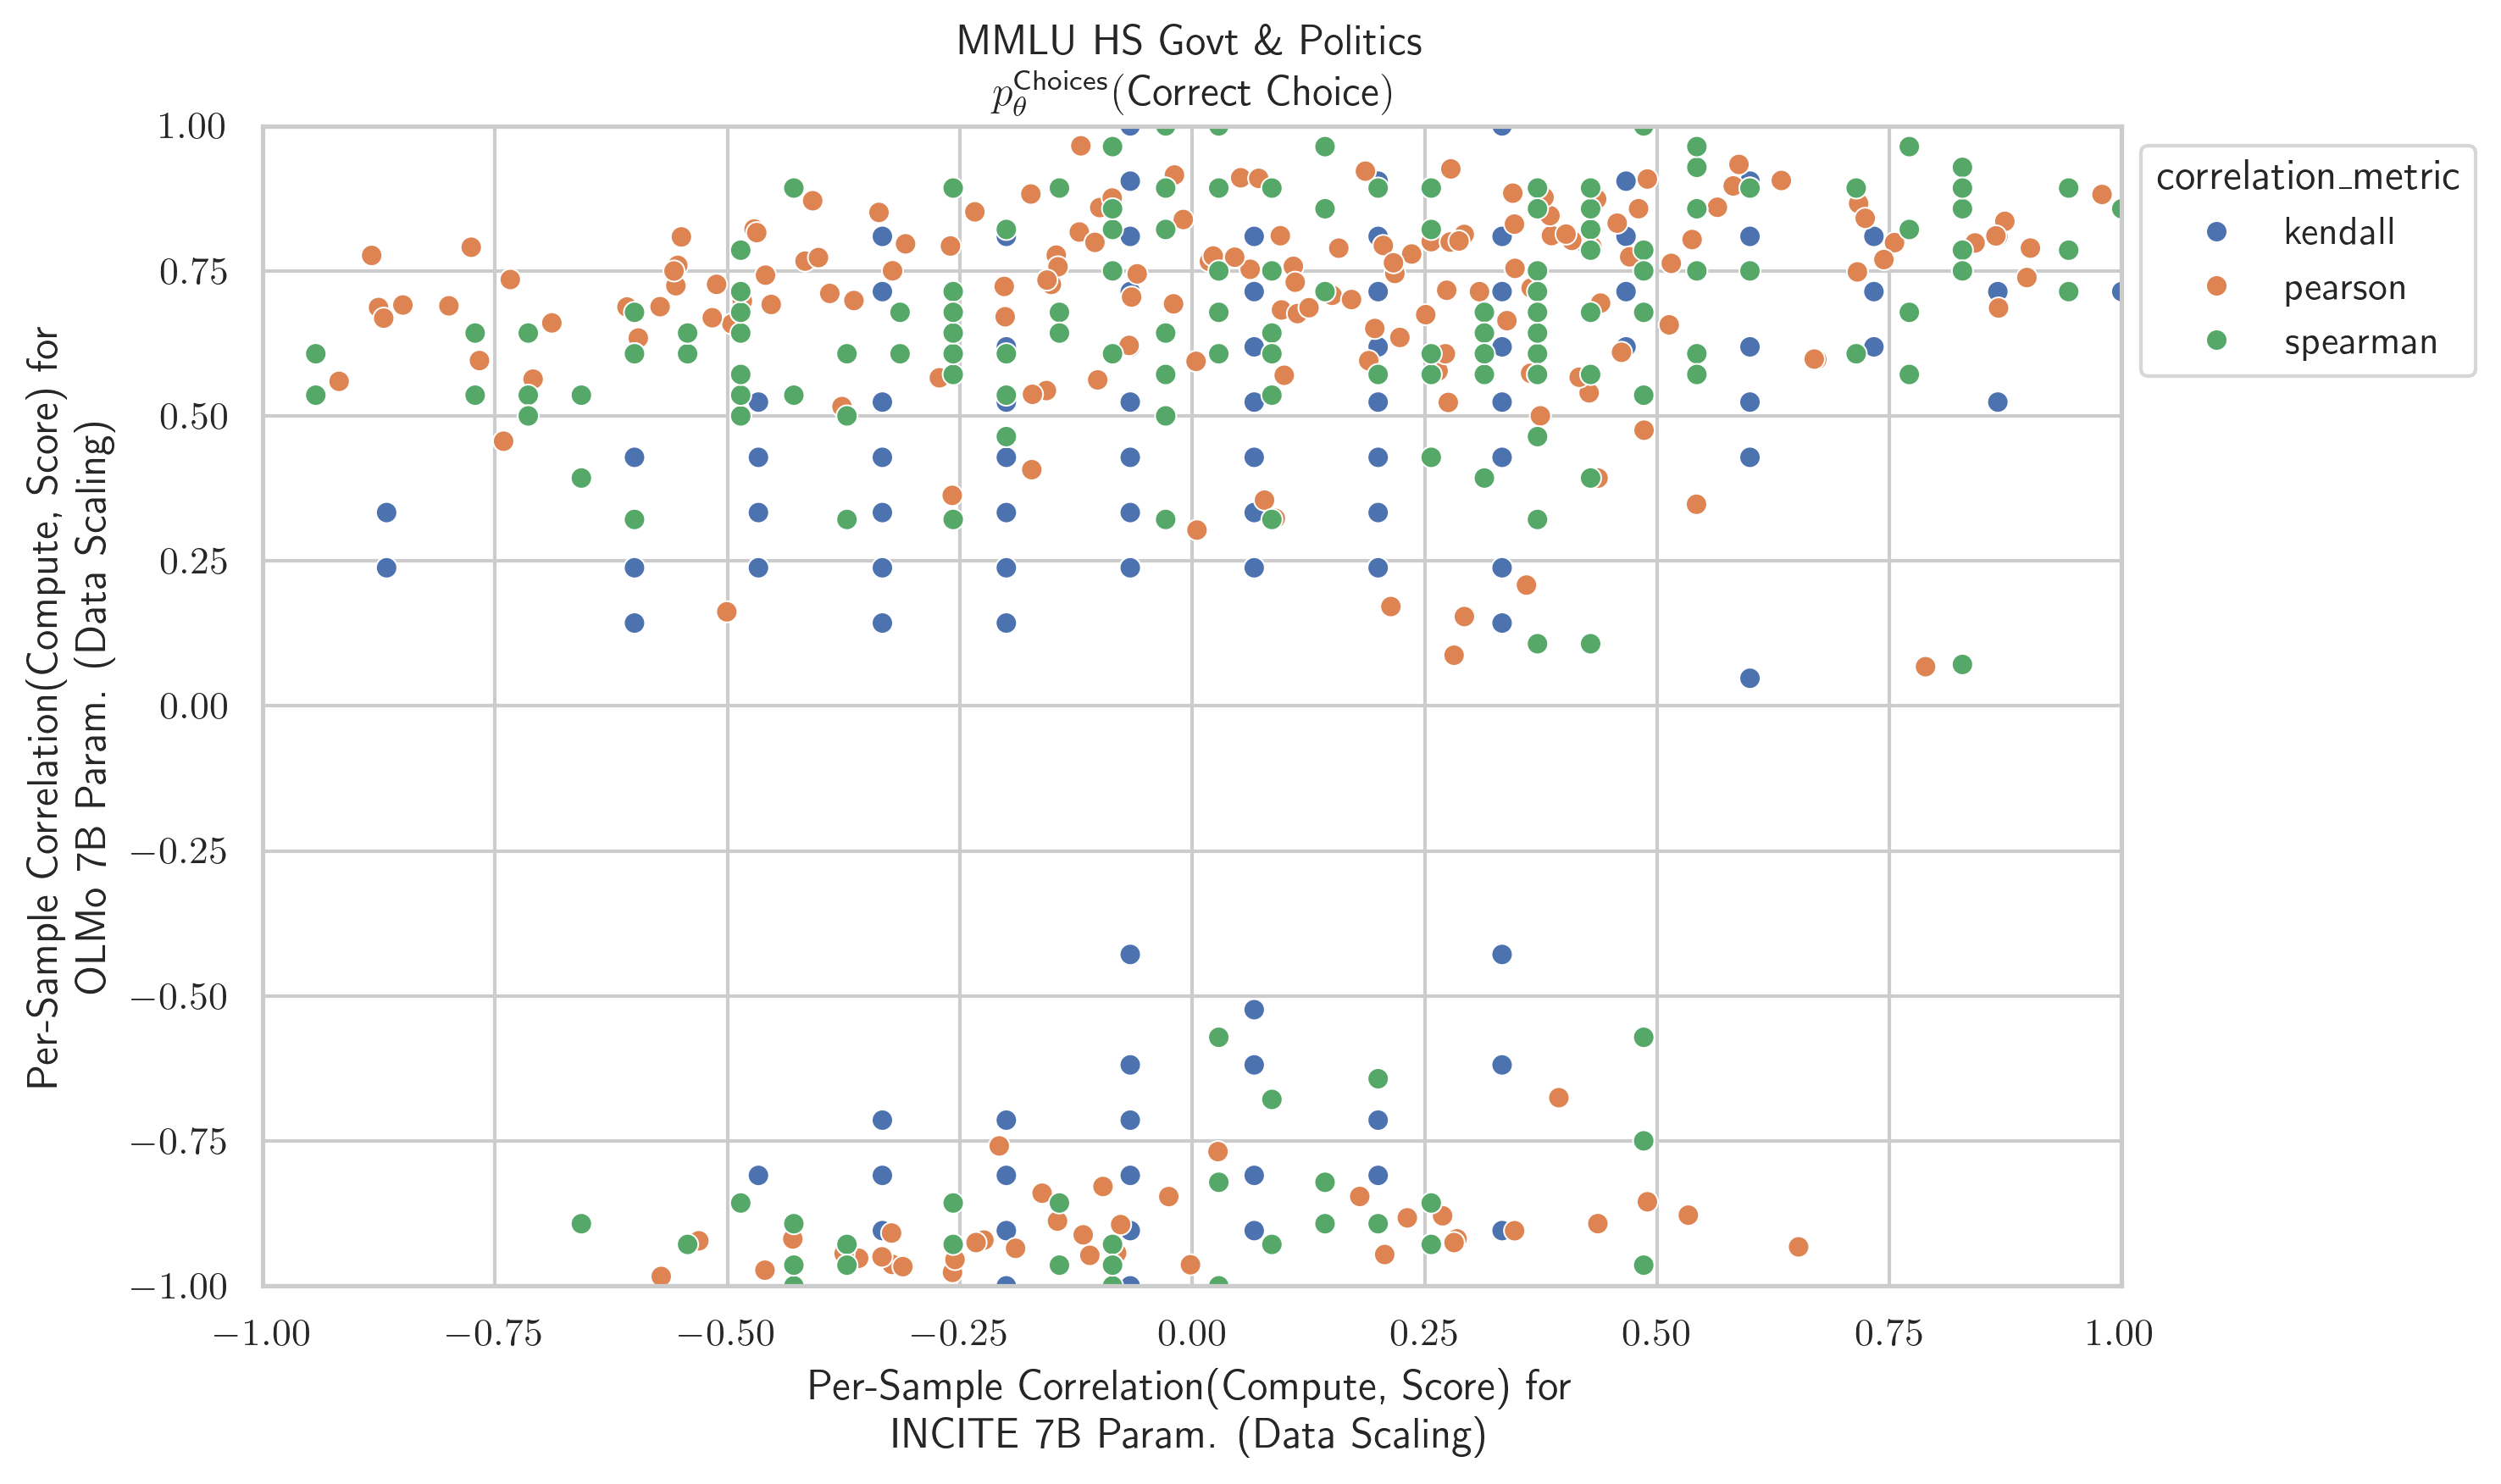 MMLU HS Govt & Politics
p_θ^Choices(Correct Choice)
Per-Sample Correlation(Compute, Score) for
OLMo 7B Param. (Data Scaling)
1.00
0.75
0.50
0.25
0.00
−0.25
−0.50
−0.75
−1.00
correlation_metric
kendall
pearson
spearman
−1.00 −0.75 −0.50 −0.25 0.00 0.25 0.50 0.75 1.00
Per-Sample Correlation(Compute, Score) for
INCITE 7B Param. (Data Scaling)